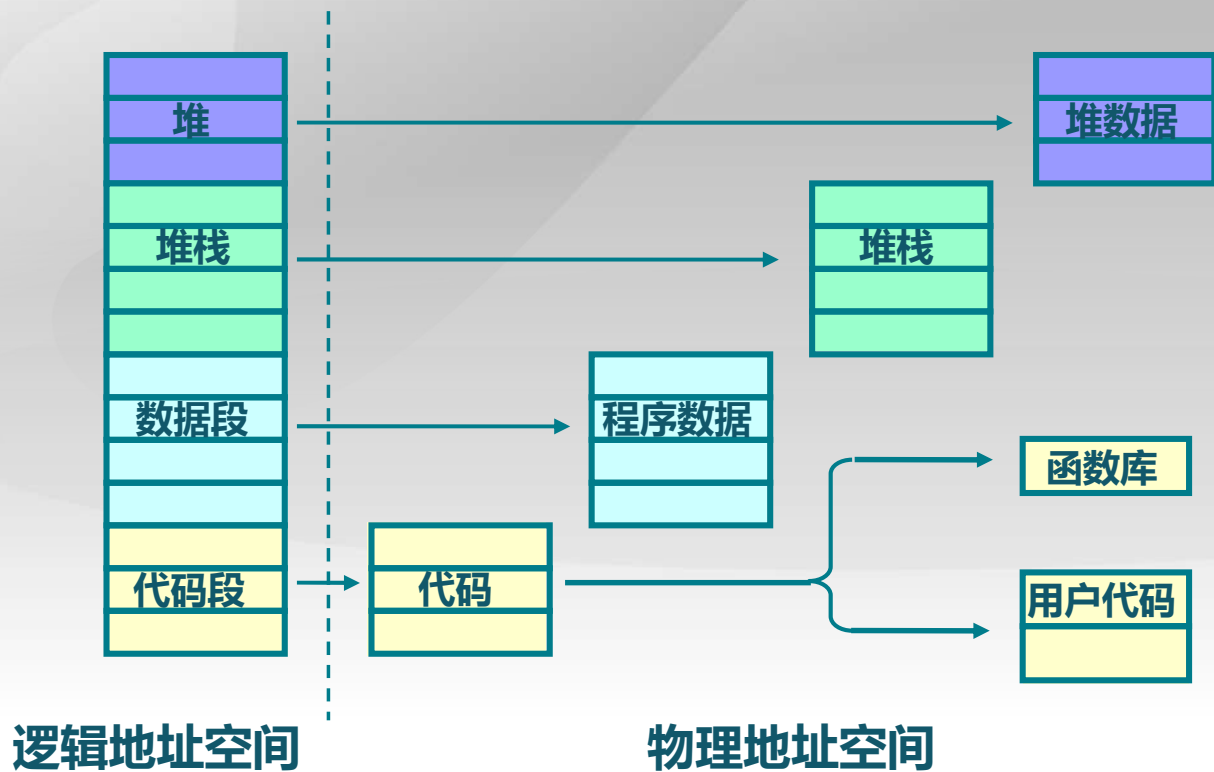 堆
堆数据
堆栈
堆栈
数据段
程序数据
函数库
代码段
代码
用户代码
逻辑地址空间
物理地址空间